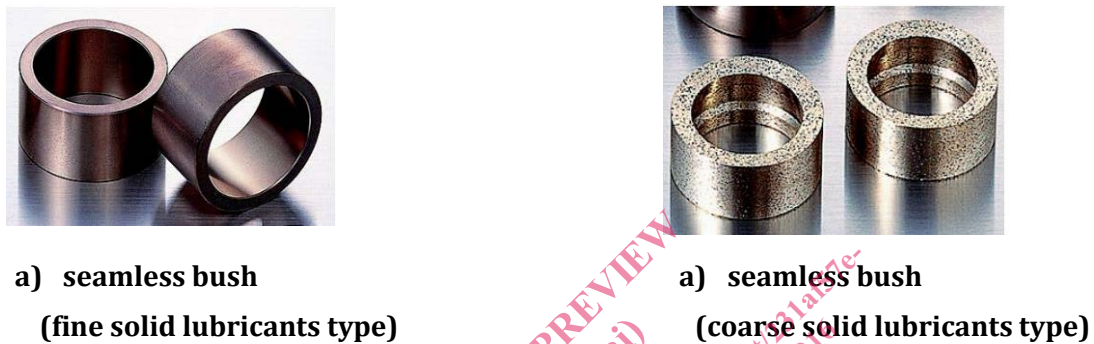 a) seamless bush
(fine solid lubricants type)
a) seamless bush
(coarse solid lubricants type)
PREVIEW